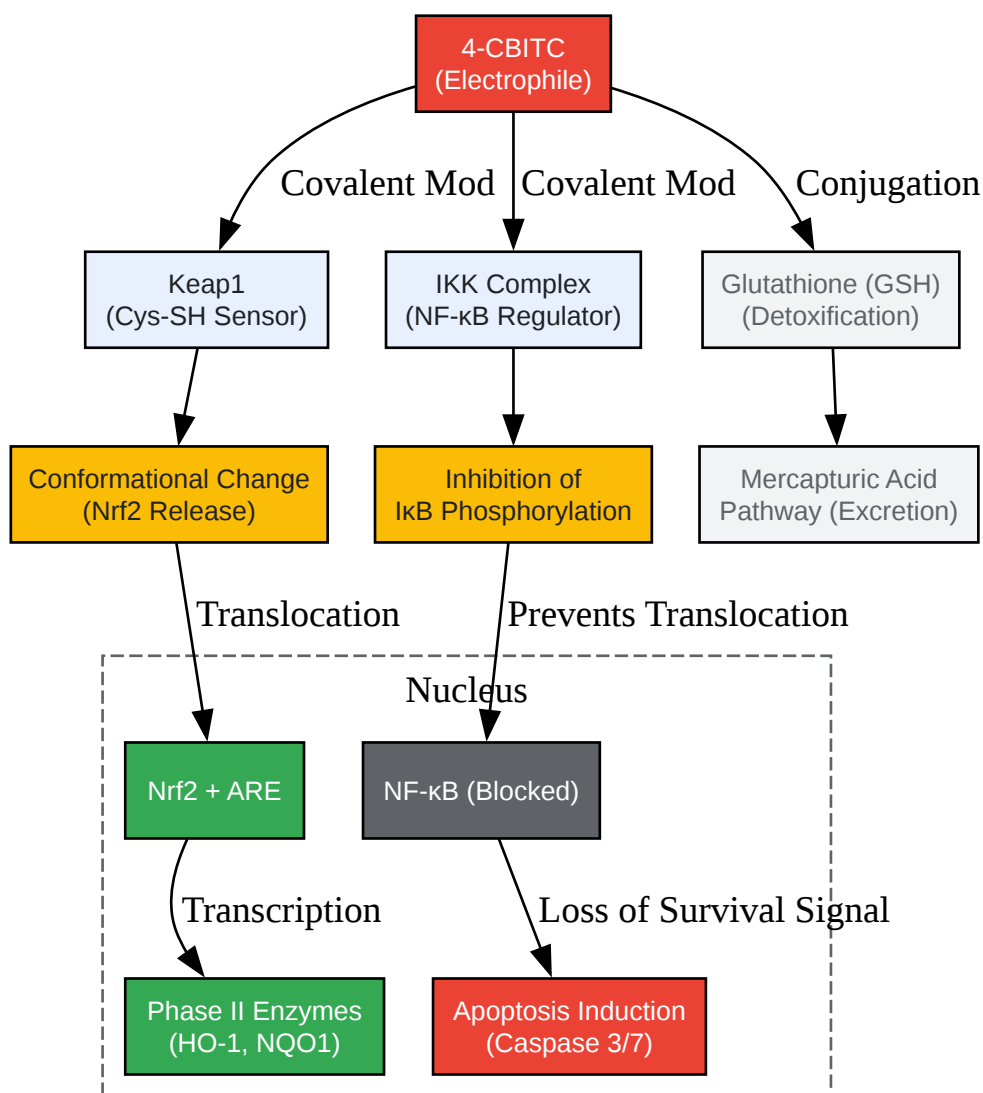 4-CBITC
(Electrophile)
Covalent Mod
Covalent Mod
Conjugation
Keap1
(Cys-SH Sensor)
IKK Complex
(NF-κB Regulator)
Glutathione (GSH)
(Detoxification)
Conformational Change
(Nrf2 Release)
Inhibition of
IκB Phosphorylation
Mercapturic Acid
Pathway (Excretion)
Translocation
Prevents Translocation
Nucleus
Nrf2 + ARE
NF-κB (Blocked)
Transcription
Loss of Survival Signal
Phase II Enzymes
(HO-1, NQO1)
Apoptosis Induction
(Caspase 3/7)